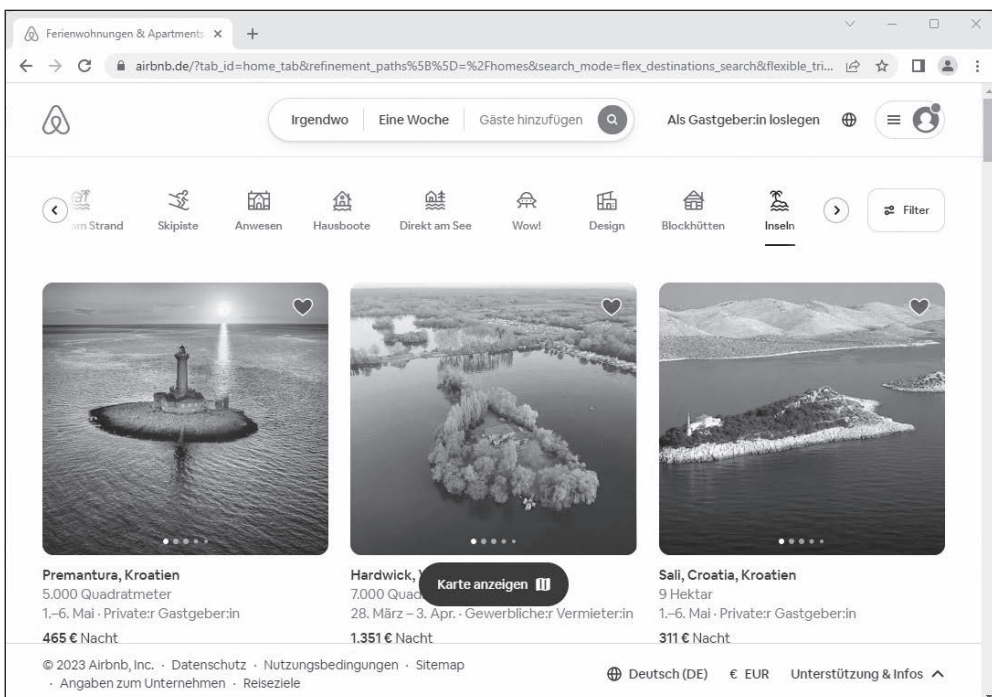 Ferienwohnungen & Apartments
airbnb.de/?tab_id=home_tab&refinement_paths%5B%5D=%2Fhomes&search_mode=flex_destinations_search&flexible_tri...
Irgendwo Eine Woche Gäste hinzufügen Als Gastgeber:in loslegen
am Strand Skipiste Anwesen Hausboote Direkt am See Wow! Design Blockhütten Inseln Filter
Premantura, Kroatien
5.000 Quadratmeter
1.–6. Mai · Private:r Gastgeber:in
465 € Nacht
Hardwick,
7.000 Quad
28. März – 3. Apr. · Gewerbliche:r Vermieter:in
1.351 € Nacht
Karte anzeigen
Sali, Croatia, Kroatien
9 Hektar
1.–6. Mai · Private:r Gastgeber:in
311 € Nacht
© 2023 Airbnb, Inc. · Datenschutz · Nutzungsbedingungen · Sitemap
· Angaben zum Unternehmen · Reiseziele
Deutsch (DE) € EUR Unterstützung & Infos